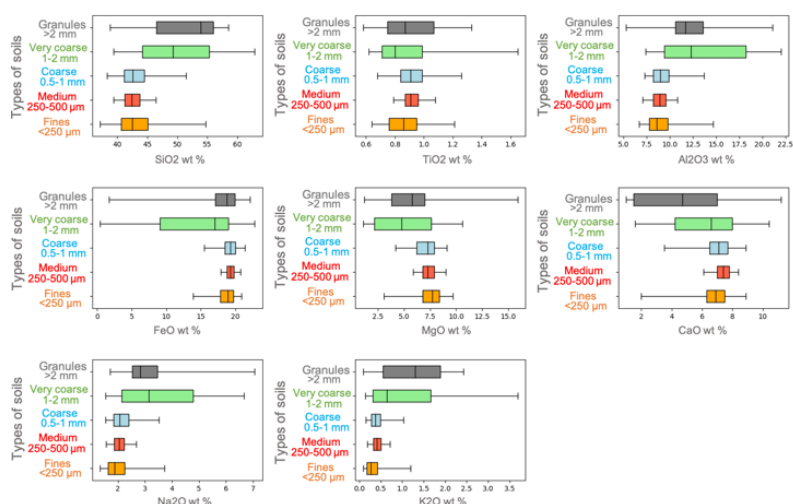 Types of soils
Granules
>2 mm
Very coarse
1-2 mm
Coarse
0.5-1 mm
Medium
250-500 µm
Fines
<250 µm
40 45 50 55 60
SiO2 wt %
Types of soils
Granules
>2 mm
Very coarse
1-2 mm
Coarse
0.5-1 mm
Medium
250-500 µm
Fines
<250 µm
0.6 0.8 1.0 1.2 1.4 1.6
TiO2 wt %
Types of soils
Granules
>2 mm
Very coarse
1-2 mm
Coarse
0.5-1 mm
Medium
250-500 µm
Fines
<250 µm
5.0 7.5 10.0 12.5 15.0 17.5 20.0 22.5
Al2O3 wt %
Types of soils
Granules
>2 mm
Very coarse
1-2 mm
Coarse
0.5-1 mm
Medium
250-500 µm
Fines
<250 µm
0 5 10 15 20
FeO wt %
Types of soils
Granules
>2 mm
Very coarse
1-2 mm
Coarse
0.5-1 mm
Medium
250-500 µm
Fines
<250 µm
2.5 5.0 7.5 10.0 12.5 15.0
MgO wt %
Types of soils
Granules
>2 mm
Very coarse
1-2 mm
Coarse
0.5-1 mm
Medium
250-500 µm
Fines
<250 µm
2 4 6 8 10
CaO wt %
Types of soils
Granules
>2 mm
Very coarse
1-2 mm
Coarse
0.5-1 mm
Medium
250-500 µm
Fines
<250 µm
2 3 4 5 6 7
Na2O wt %
Types of soils
Granules
>2 mm
Very coarse
1-2 mm
Coarse
0.5-1 mm
Medium
250-500 µm
Fines
<250 µm
0.0 0.5 1.0 1.5 2.0 2.5 3.0 3.5
K2O wt %